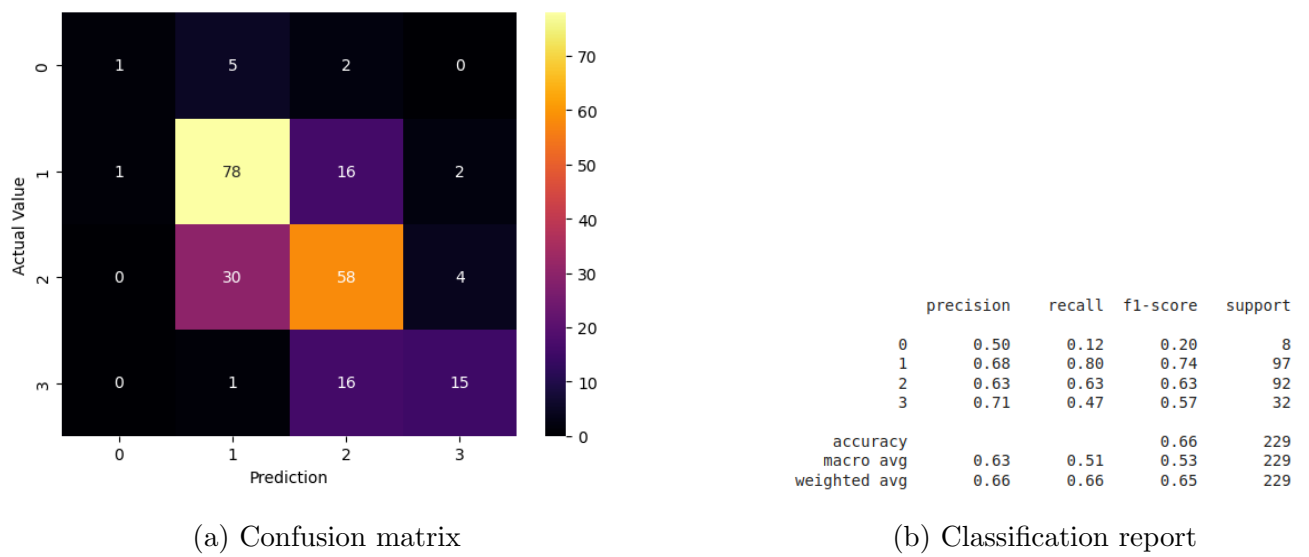 0 1 5 2 0
1 1 78 16 2
2 0 30 58 4
3 0 1 16 15
0 1 2 3
Actual Value
Prediction
70
60
50
40
30
20
10
0
(a) Confusion matrix
precision recall f1-score support
0 0.50 0.12 0.20 8
1 0.68 0.80 0.74 97
2 0.63 0.63 0.63 92
3 0.71 0.47 0.57 32
accuracy 0.66 229
macro avg 0.63 0.51 0.53 229
weighted avg 0.66 0.66 0.65 229
(b) Classification report